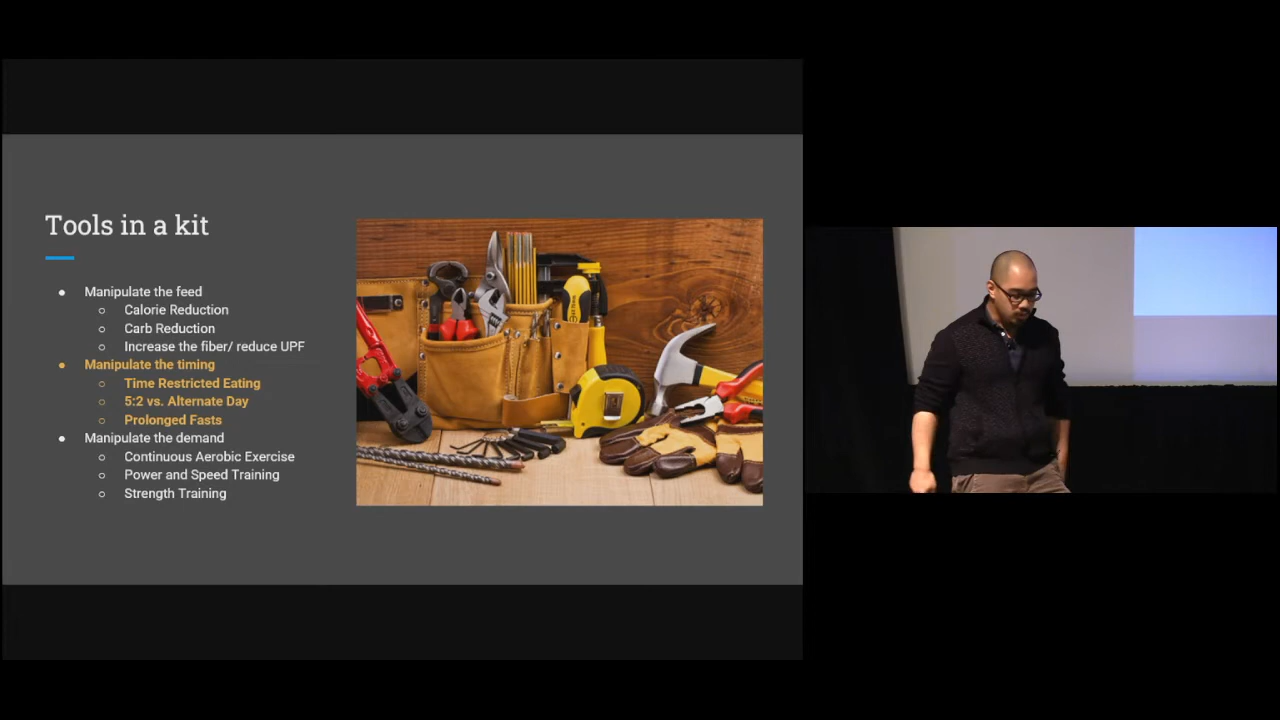 Tools in a kit
● Manipulate the feed
○ Calorie Reduction
○ Carb Reduction
○ Increase the fiber/ reduce UPF
● Manipulate the timing
○ Time Restricted Eating
○ 5:2 vs. Alternate Day
○ Prolonged Fasts
● Manipulate the demand
○ Continuous Aerobic Exercise
○ Power and Speed Training
○ Strength Training